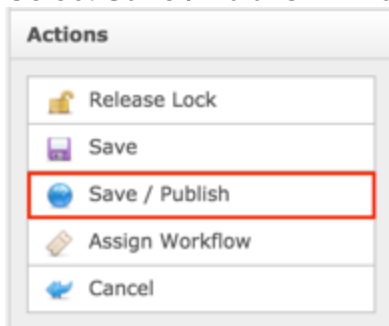 Actions
Release Lock
Save
Save / Publish
Assign Workflow
Cancel